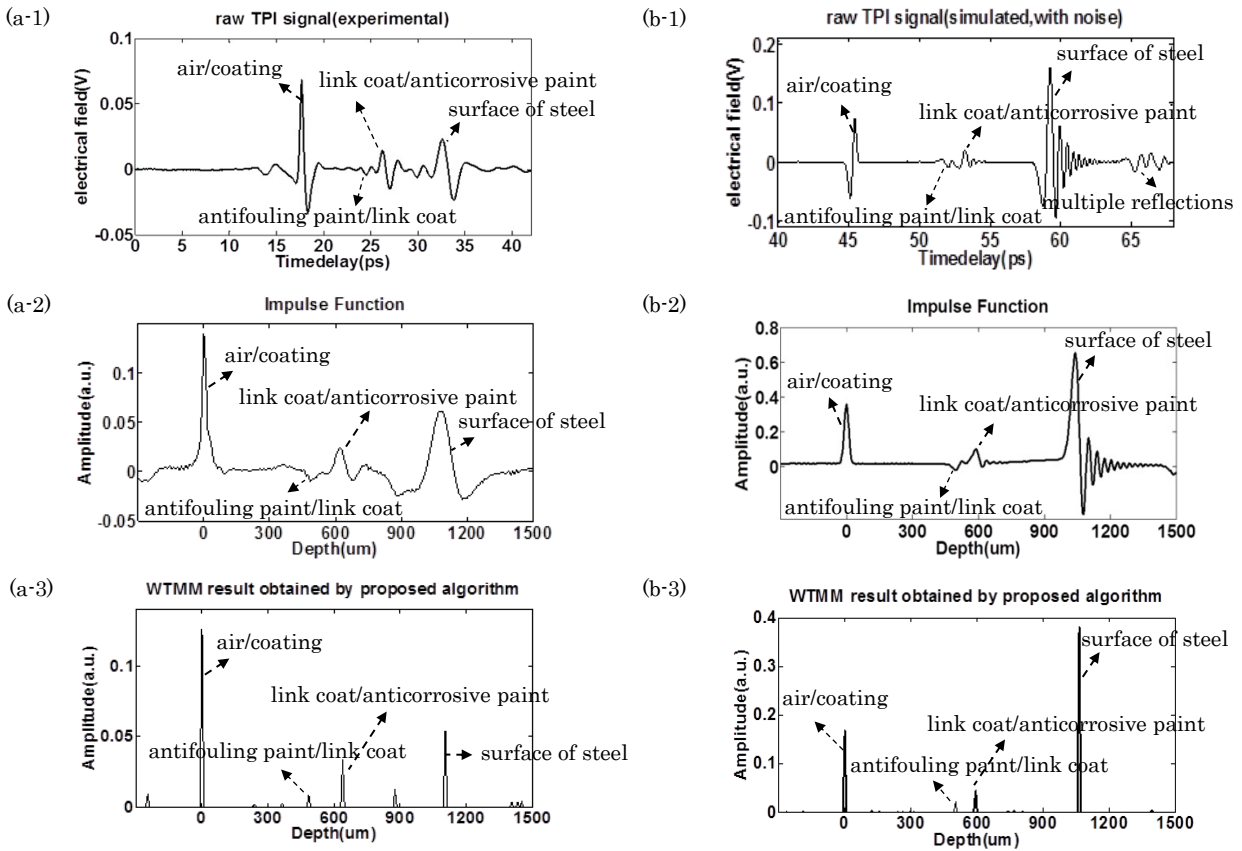 (a-1)
raw TPI signal(experimental)
electrical field(V)
0.1
0.05
0
-0.05
air/coating
link coat/anticorrosive paint
surface of steel
antifouling paint/link coat
0 5 10 15 20 25 30 35 40
Timedelay(ps)
(b-1)
raw TPI signal(simulated,with noise)
electrical field(V)
0.2
0.1
0
-0.1
surface of steel
air/coating
link coat/anticorrosive paint
antifouling paint/link coat
multiple reflections
40 45 50 55 60 65
Timedelay(ps)
(a-2)
Impulse Function
Amplitude(a.u.)
0.1
0.05
0
-0.05
air/coating
link coat/anticorrosive paint
surface of steel
antifouling paint/link coat
0 300 600 900 1200 1500
Depth(um)
(b-2)
Impulse Function
Amplitude(a.u.)
0.8
0.6
0.4
0.2
0
surface of steel
air/coating
link coat/anticorrosive paint
antifouling paint/link coat
0 300 600 900 1200 1500
Depth(um)
(a-3)
WTMM result obtained by proposed algorithm
Amplitude(a.u.)
0.1
0.05
0
air/coating
link coat/anticorrosive paint
antifouling paint/link coat
surface of steel
0 300 600 900 1200 1500
Depth(um)
(b-3)
WTMM result obtained by proposed algorithm
Amplitude(a.u.)
0.4
0.3
0.2
0.1
0
surface of steel
air/coating
link coat/anticorrosive paint
antifouling paint/link coat
0 300 600 900 1200 1500
Depth(um)